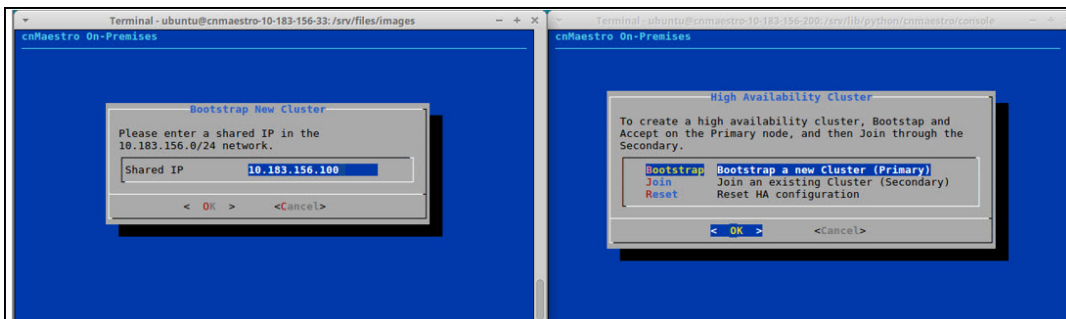 Terminal - ubuntu@cnmaestro-10-183-156-33: /srv/files/images
cnMaestro On-Premises
Bootstrap New Cluster
Please enter a shared IP in the
10.183.156.0/24 network.
Shared IP 10.183.156.100
< OK > <Cancel>
Terminal - ubuntu@cnmaestro-10-183-156-200: /srv/lib/python/cnmaestro/console
cnMaestro On-Premises
High Availability Cluster
To create a high availability cluster, Bootstap and
Accept on the Primary node, and then Join through the
Secondary.
Bootstrap Bootstrap a new Cluster (Primary)
Join Join an existing Cluster (Secondary)
Reset Reset HA configuration
< OK > <Cancel>